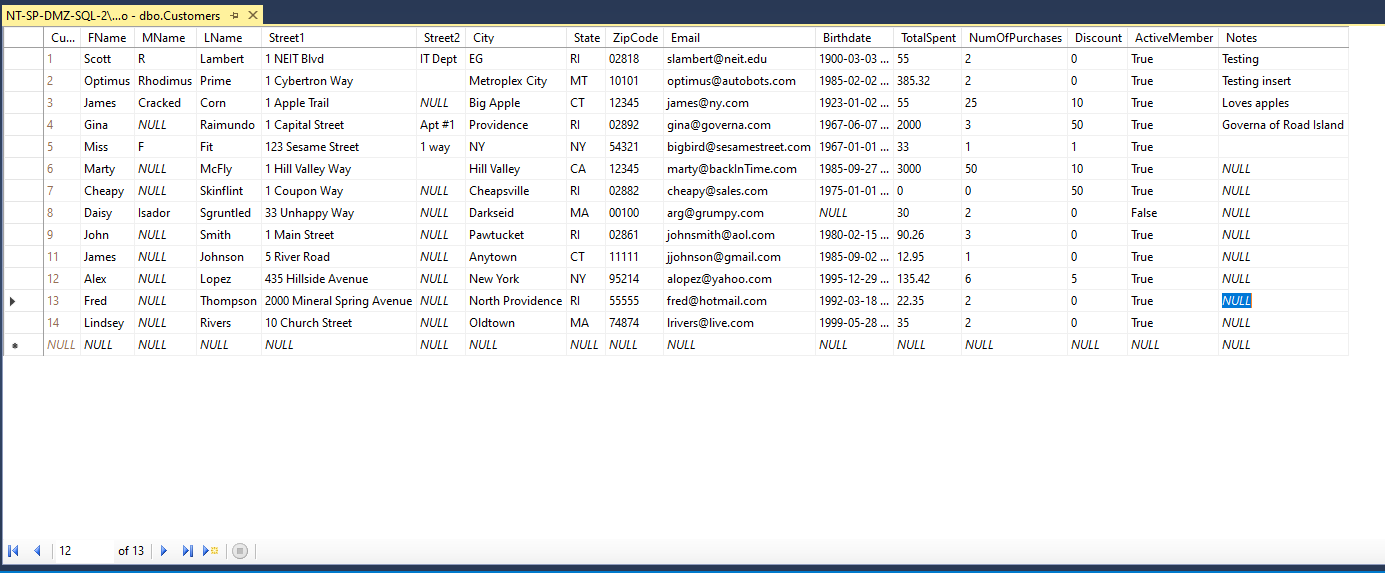 NT-SP-DMZ-SQL-2\...o - dbo.Customers
Cu... FName MName LName Street1 Street2 City State ZipCode Email Birthdate TotalSpent NumOfPurchases Discount ActiveMember Notes
1 Scott R Lambert 1 NEIT Blvd IT Dept EG RI 02818 slambert@neit.edu 1900-03-03 ... 55 2 0 True Testing
2 Optimus Rhodimus Prime 1 Cybertron Way Metroplex City MT 10101 optimus@autobots.com 1985-02-02 ... 385.32 2 0 True Testing insert
3 James Cracked Corn 1 Apple Trail NULL Big Apple CT 12345 james@ny.com 1923-01-02 ... 55 25 10 True Loves apples
4 Gina NULL Raimundo 1 Capital Street Apt #1 Providence RI 02892 gina@governa.com 1967-06-07 ... 2000 3 50 True Governa of Road Island
5 Miss F Fit 123 Sesame Street 1 way NY NY 54321 bigbird@sesamestreet.com 1967-01-01 ... 33 1 1 True
6 Marty NULL McFly 1 Hill Valley Way Hill Valley CA 12345 marty@backInTime.com 1985-09-27 ... 3000 50 10 True NULL
7 Cheapy NULL Skinflint 1 Coupon Way NULL Cheapsville RI 02882 cheapy@sales.com 1975-01-01 ... 0 0 50 True NULL
8 Daisy Isador Sgruntled 33 Unhappy Way NULL Darkseid MA 00100 arg@grumpy.com NULL 30 2 0 False NULL
9 John NULL Smith 1 Main Street NULL Pawtucket RI 02861 johnsmith@aol.com 1980-02-15 ... 90.26 3 0 True NULL
11 James NULL Johnson 5 River Road NULL Anytown CT 11111 jjohnson@gmail.com 1985-09-02 ... 12.95 1 0 True NULL
12 Alex NULL Lopez 435 Hillside Avenue NULL New York NY 95214 alopez@yahoo.com 1995-12-29 ... 135.42 6 5 True NULL
13 Fred NULL Thompson 2000 Mineral Spring Avenue NULL North Providence RI 55555 fred@hotmail.com 1992-03-18 ... 22.35 2 0 True NULL
14 Lindsey NULL Rivers 10 Church Street NULL Oldtown MA 74874 lrivers@live.com 1999-05-28 ... 35 2 0 True NULL
NULL NULL NULL NULL NULL NULL NULL NULL NULL NULL NULL NULL NULL NULL NULL NULL
12 of 13